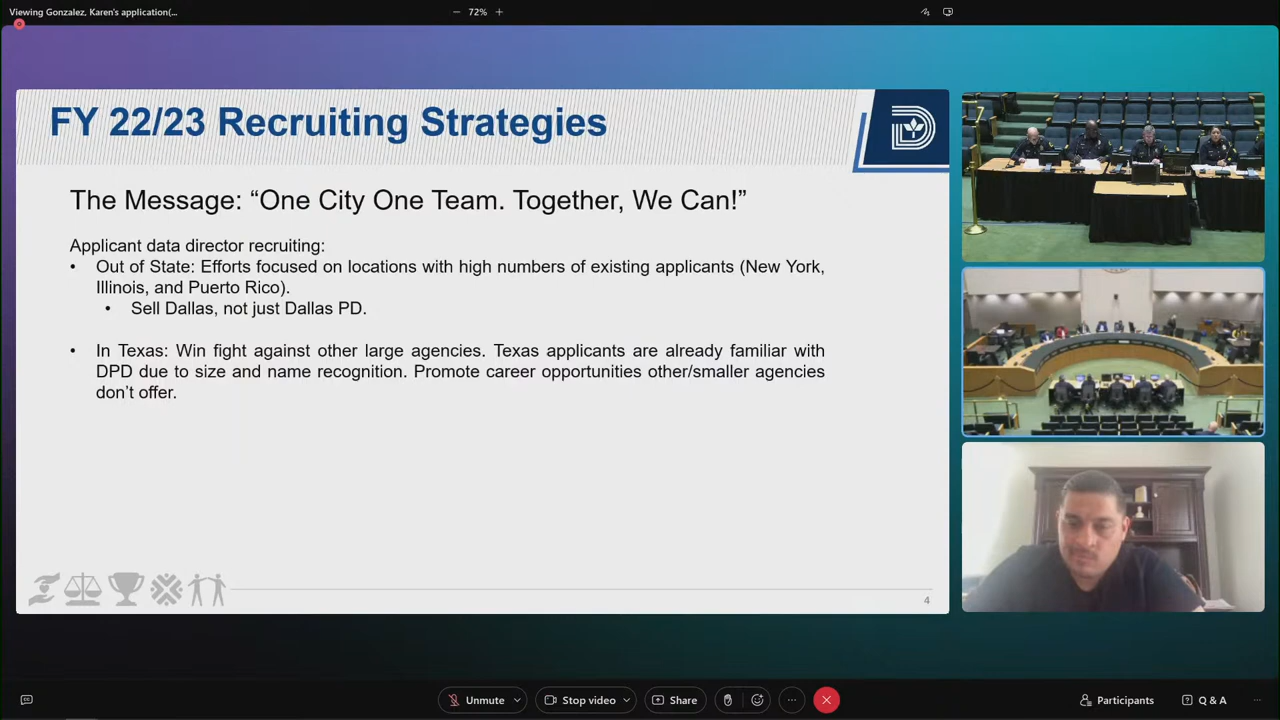 Viewing Gonzalez, Karen's application(...
72%
FY 22/23 Recruiting Strategies
The Message: “One City One Team. Together, We Can!”
Applicant data director recruiting:
• Out of State: Efforts focused on locations with high numbers of existing applicants (New York,
Illinois, and Puerto Rico).
• Sell Dallas, not just Dallas PD.
• In Texas: Win fight against other large agencies. Texas applicants are already familiar with
DPD due to size and name recognition. Promote career opportunities other/smaller agencies
don’t offer.
4
Unmute
Stop video
Share
Participants
Q & A